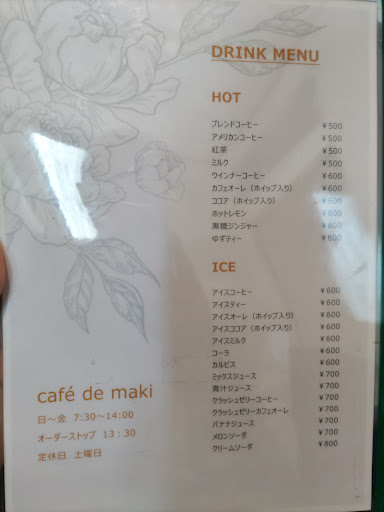 DRINK MENU
HOT
ブレンドコーヒー ￥500
アメリカンコーヒー ￥500
紅茶 ￥500
ミルク ￥500
ウインナーコーヒー ￥600
カフェオーレ（ホイップ入り） ￥600
ココア（ホイップ入り） ￥600
ホットレモン ￥600
黒糖ジンジャー ￥600
ゆずティー ￥600
ICE
アイスコーヒー ￥600
アイスティー ￥600
アイスオーレ（ホイップ入り） ￥600
アイスココア（ホイップ入り） ￥600
アイスミルク ￥600
コーラ ￥600
カルピス ￥600
ミックスジュース ￥700
青汁ジュース ￥700
クラッシュゼリーコーヒー ￥700
クラッシュゼリーカフェオーレ ￥700
バナナジュース ￥700
メロンソーダ ￥700
クリームソーダ ￥800
café de maki
日～金 7:30～14:00
オーダーストップ 13：30
定休日 土曜日